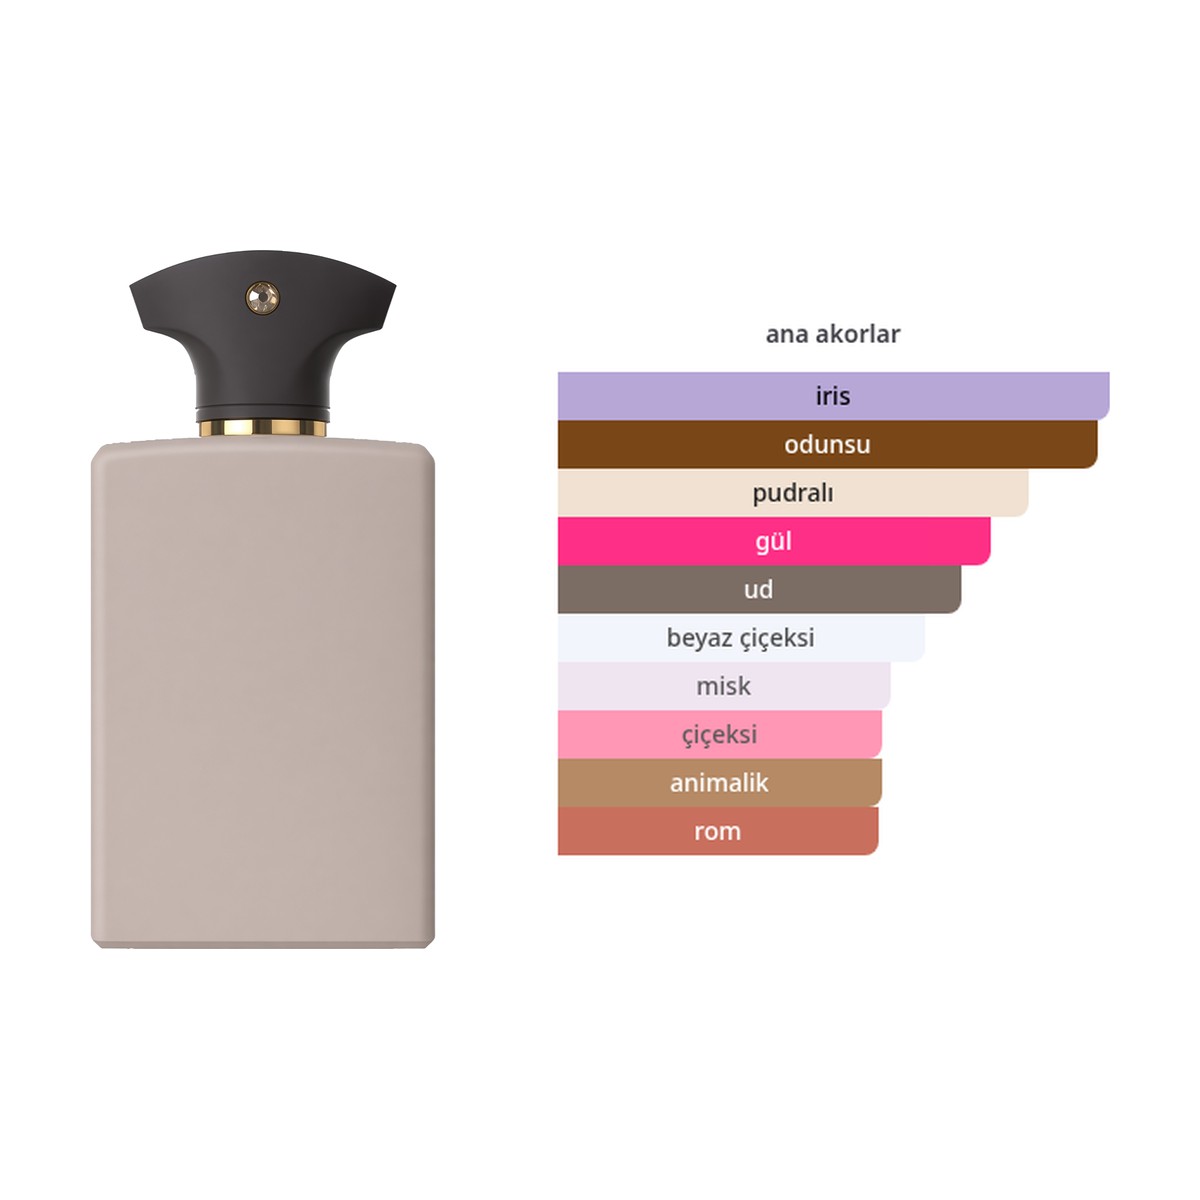 ana akorlar
iris
odunsu
pudralı
gül
ud
beyaz çiçeksi
misk
çiçeksi
animalik
rom